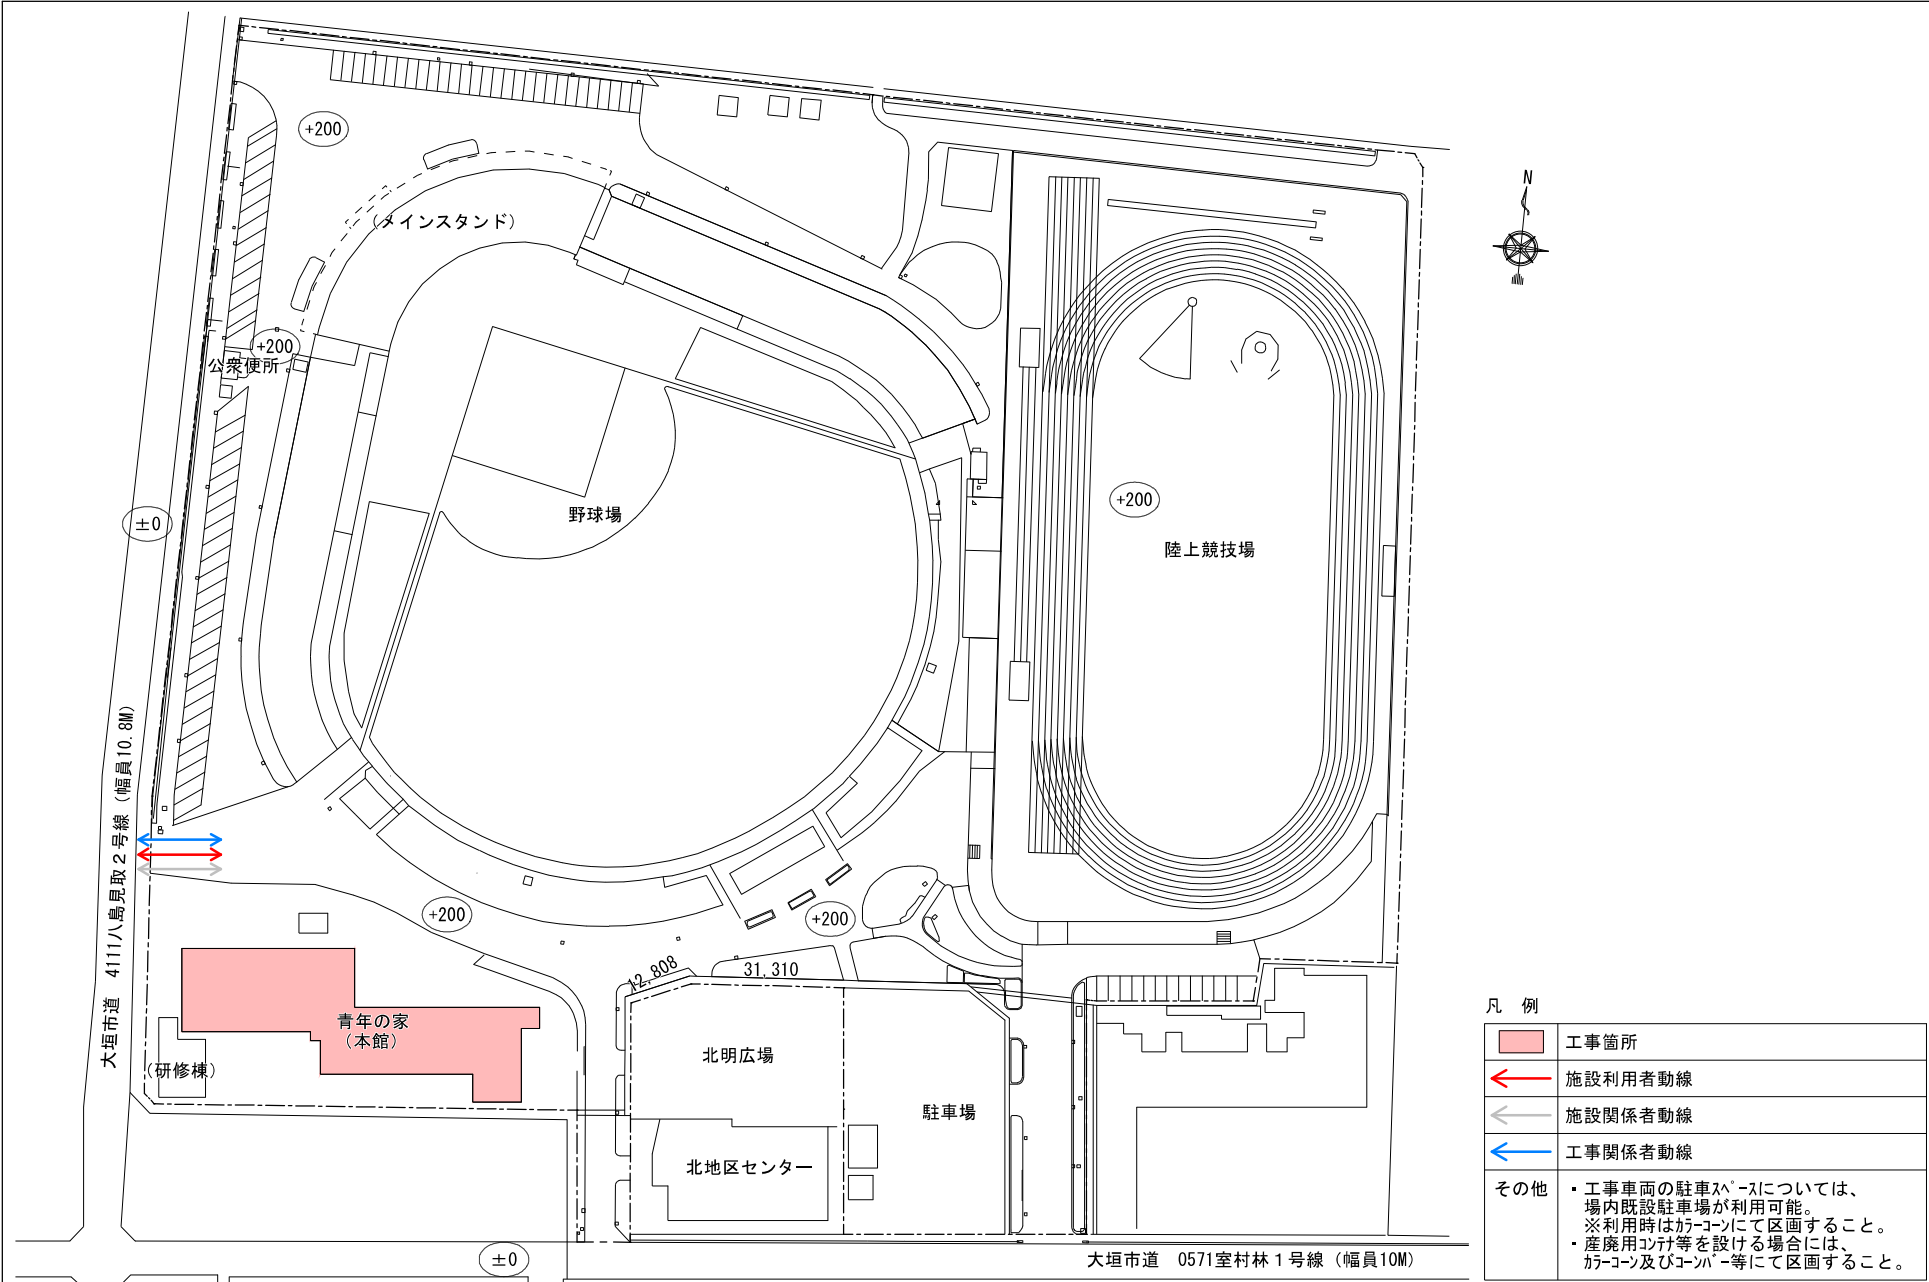 +200
(メインスタンド)
N
+200
公衆便所
±0
野球場
+200
陸上競技場
大垣市道 4111八島見取2号線 (幅員10.8M)
+200
+200
12,808
31,310
青年の家
(本館)
(研修棟)
北明広場
駐車場
北地区センター
±0
大垣市道 0571室村林1号線 (幅員10M)
凡 例
工事箇所
施設利用者動線
施設関係者動線
工事関係者動線
その他
・工事車両の駐車スペースについては、
場内既設駐車場が利用可能。
※利用時はカラーコーンにて区画すること。
・産廃用コンテナ等を設ける場合には、
カラーコーン及びコーンバー等にて区画すること。